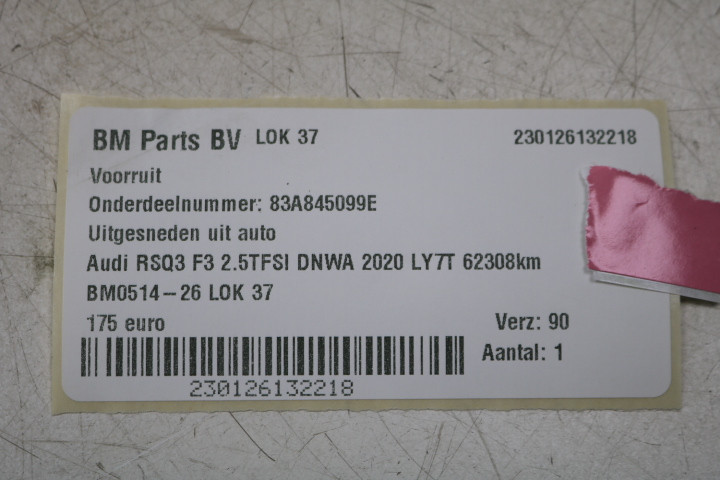 BM Parts BV LOK 37 230126132218
Voorruit
Onderdeelnummer: 83A845099E
Uitgesneden uit auto
Audi RSQ3 F3 2.5TFSI DNWA 2020 LY7T 62308km
BM0514-26 LOK 37
175 euro Verz: 90
Aantal: 1
230126132218